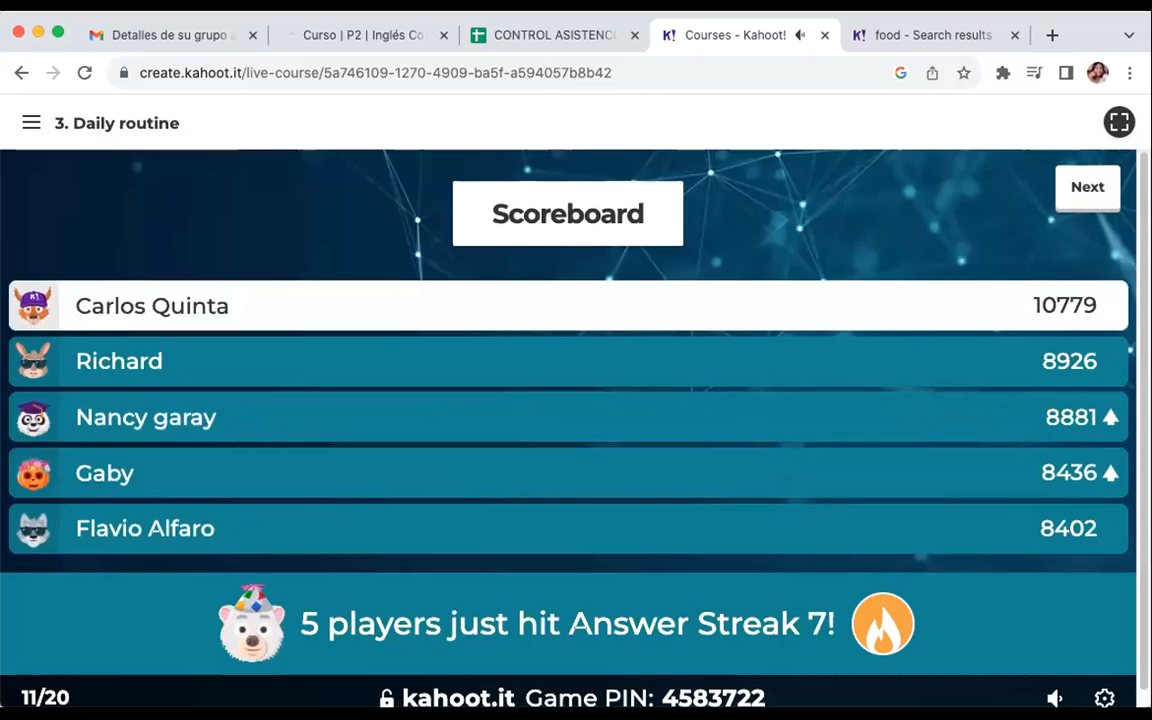 Detalles de su grupo
Curso | P2 | Inglés Co
CONTROL ASISTENC
K! Courses - Kahoot!
K! food - Search results
create.kahoot.it/live-course/5a746109-1270-4909-ba5f-a594057b8b42
3. Daily routine
Next
Scoreboard
Carlos Quinta 10779
Richard 8926
Nancy garay 8881
Gaby 8436
Flavio Alfaro 8402
5 players just hit Answer Streak 7!
11/20 kahoot.it Game PIN: 4583722